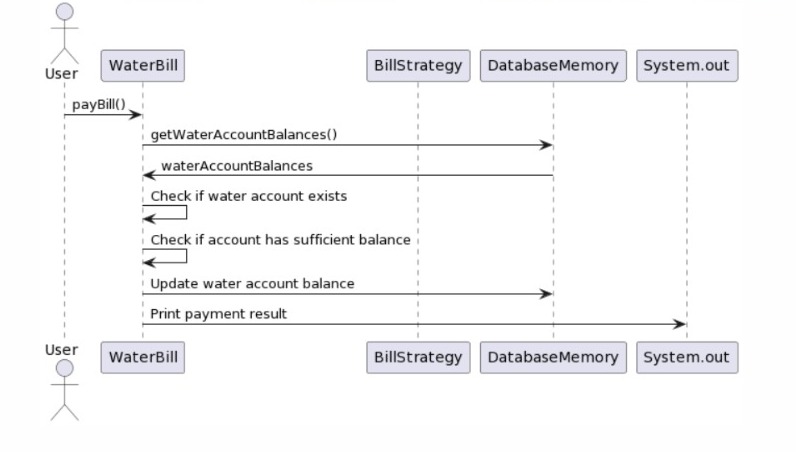 User
WaterBill
BillStrategy
DatabaseMemory
System.out
payBill()
getWaterAccountBalances()
waterAccountBalances
Check if water account exists
Check if account has sufficient balance
Update water account balance
Print payment result
User
WaterBill
BillStrategy
DatabaseMemory
System.out